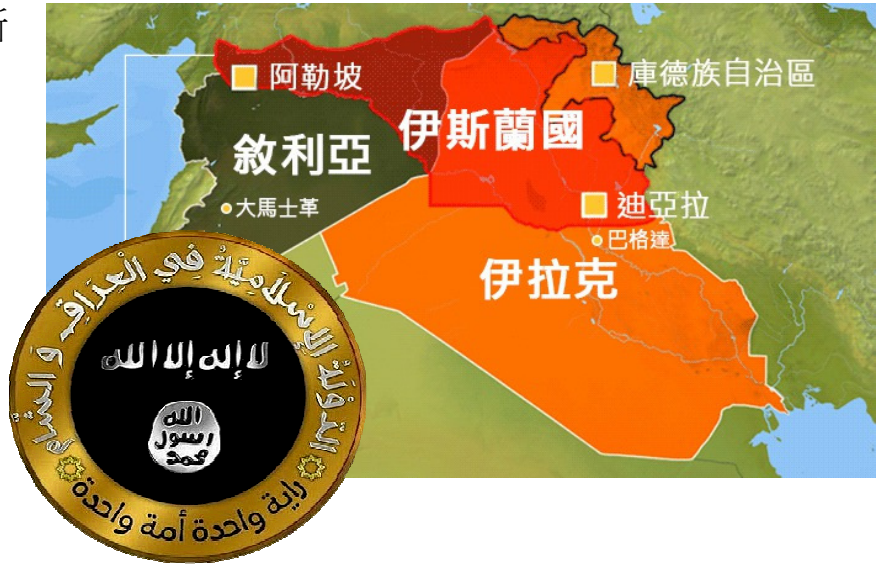 阿勒坡
庫德族自治區
伊斯蘭國
敘利亞
大馬士革
迪亞拉
巴格達
伊拉克
الدولة الإسلامية في العراق و الشام
لا إله إلا الله
الله
رسول
محمد
راية واحدة أمة واحدة